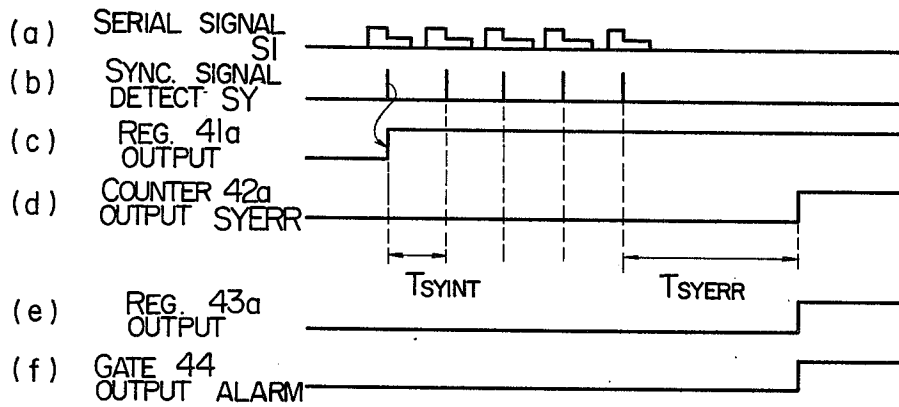 (a) SERIAL SIGNAL
SI
(b) SYNC. SIGNAL
DETECT SY
(c) REG. 41a
OUTPUT
(d) COUNTER 42a
OUTPUT SYERR
TSYINT
TSYERR
(e) REG. 43a
OUTPUT
(f) GATE 44
OUTPUT ALARM